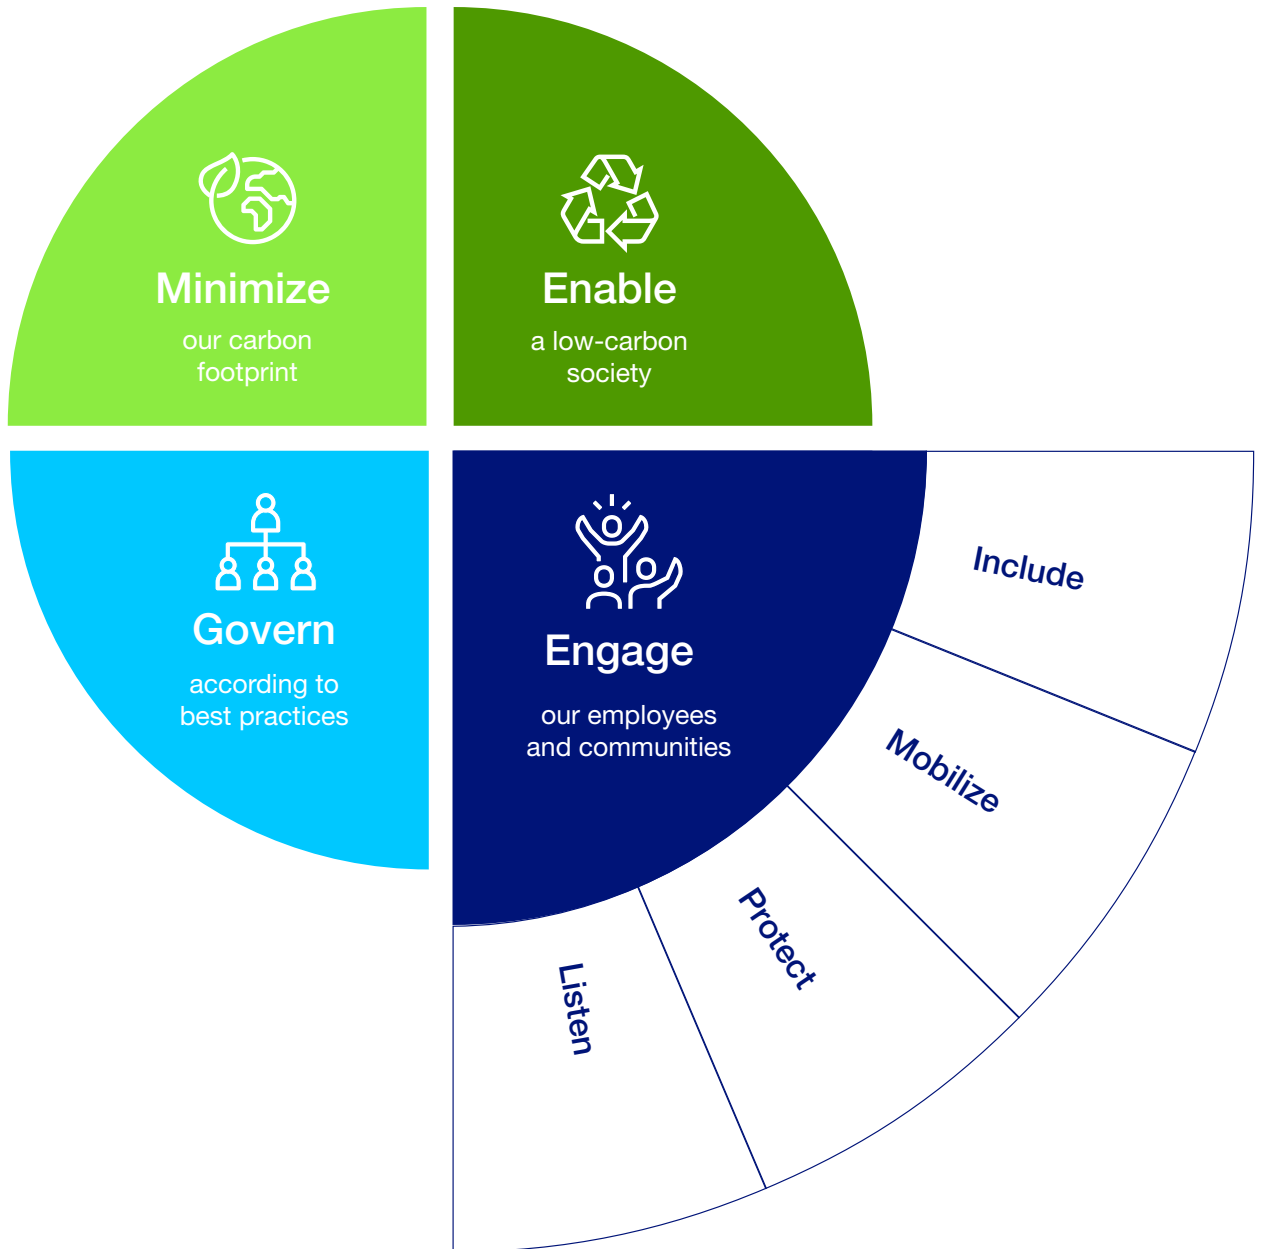 Minimize
our carbon
footprint
Enable
a low-carbon
society
Govern
according to
best practices
Engage
our employees
and communities
Include
Mobilize
Protect
Listen